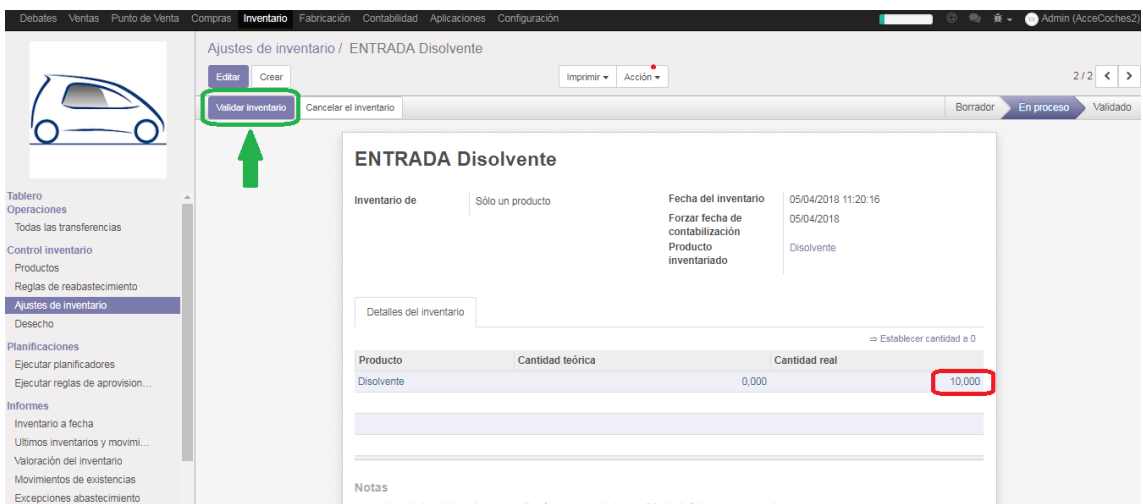 Debates Ventas Punto de Venta Compras Inventario Fabricación Contabilidad Aplicaciones Configuración
@ Admin (AcceCoches2)
Ajustes de inventario / ENTRADA Disolvente
Editar Crear
Imprimir Acción
2 / 2
Validar inventario Cancelar el inventario
Borrador En proceso Validado
Tablero
Operaciones
Todas las transferencias
Control inventario
Productos
Reglas de reabastecimiento
Ajustes de inventario
Desecho
Planificaciones
Ejecutar planificadores
Ejecutar reglas de aprovision...
Informes
Inventario a fecha
Ultimos inventarios y movimi...
Valoración del inventario
Movimientos de existencias
Excepciones abastecimiento
ENTRADA Disolvente
Inventario de Sólo un producto
Fecha del inventario 05/04/2018 11:20:16
Forzar fecha de contabilización 05/04/2018
Producto inventariado Disolvente
Detalles del inventario
⇒ Establecer cantidad a 0
Producto Cantidad teórica Cantidad real
Disolvente 0,000 10,000
Notas